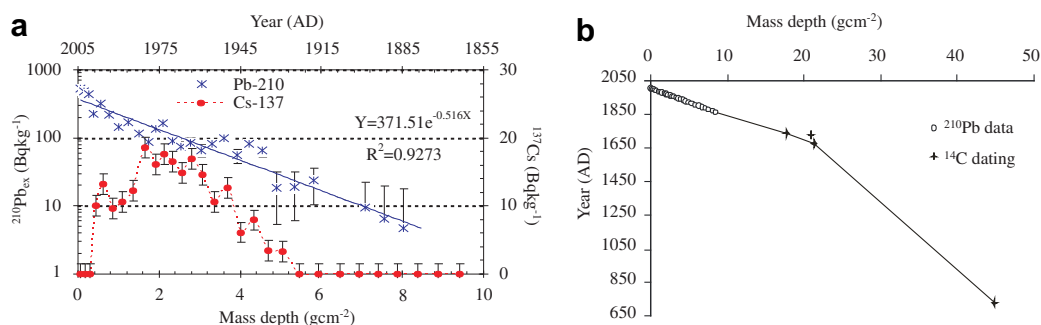 a
Year (AD)
2005 1975 1945 1915 1885 1855
1000 30
Pb-210
Cs-137
Y=371.51e^-0.516X
R^2=0.9273
100 20
10 10
1 0
^210Pb_ex (Bqkg^-1)
^137Cs (Bqkg^-1)
0 2 4 6 8 10
Mass depth (gcm^-2)
b
Mass depth (gcm^-2)
0 10 20 30 40 50
2050
1850
1650
1450
1250
1050
850
650
Year (AD)
^210Pb data
^14C dating